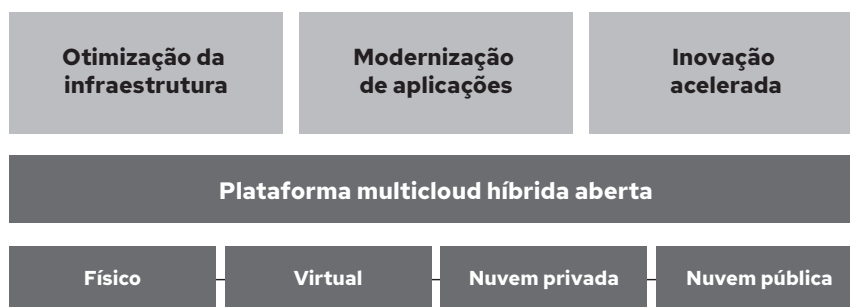 Otimização da
infraestrutura
Modernização
de aplicações
Inovação
acelerada
Plataforma multicloud híbrida aberta
Físico
Virtual
Nuvem privada
Nuvem pública